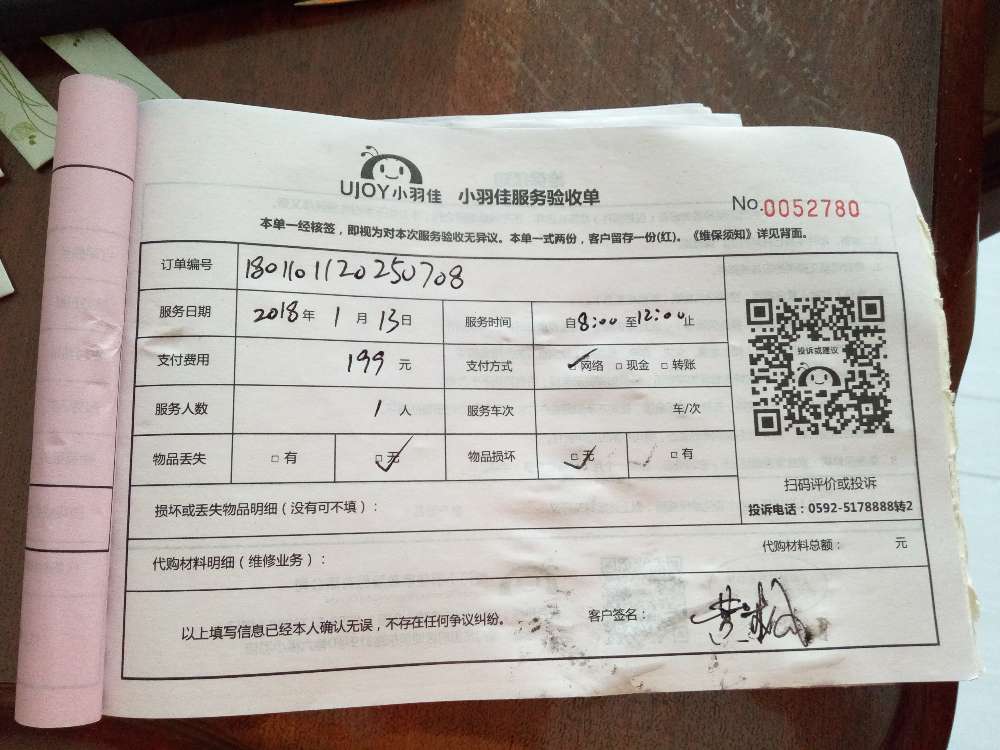 UJOY小羽佳 小羽佳服务验收单
No.0052780
本单一经核签，即视为对本次服务验收无异议。本单一式两份，客户留存一份(红)。《维保须知》详见背面。
订单编号 1801101120250708
服务日期 2018年 1 月 13日 服务时间 自8:00 至12:00止
支付费用 199 元 支付方式 ☑网络 □现金 □转账
服务人数 1 人 服务车次 车/次
物品丢失 □有 ☑无 物品损坏 ☑无 □有
投诉或建议
扫码评价或投诉
投诉电话：0592-5178888转2
损坏或丢失物品明细（没有可不填）：
代购材料明细（维修业务）： 代购材料总额： 元
以上填写信息已经本人确认无误，不存在任何争议纠纷。 客户签名：